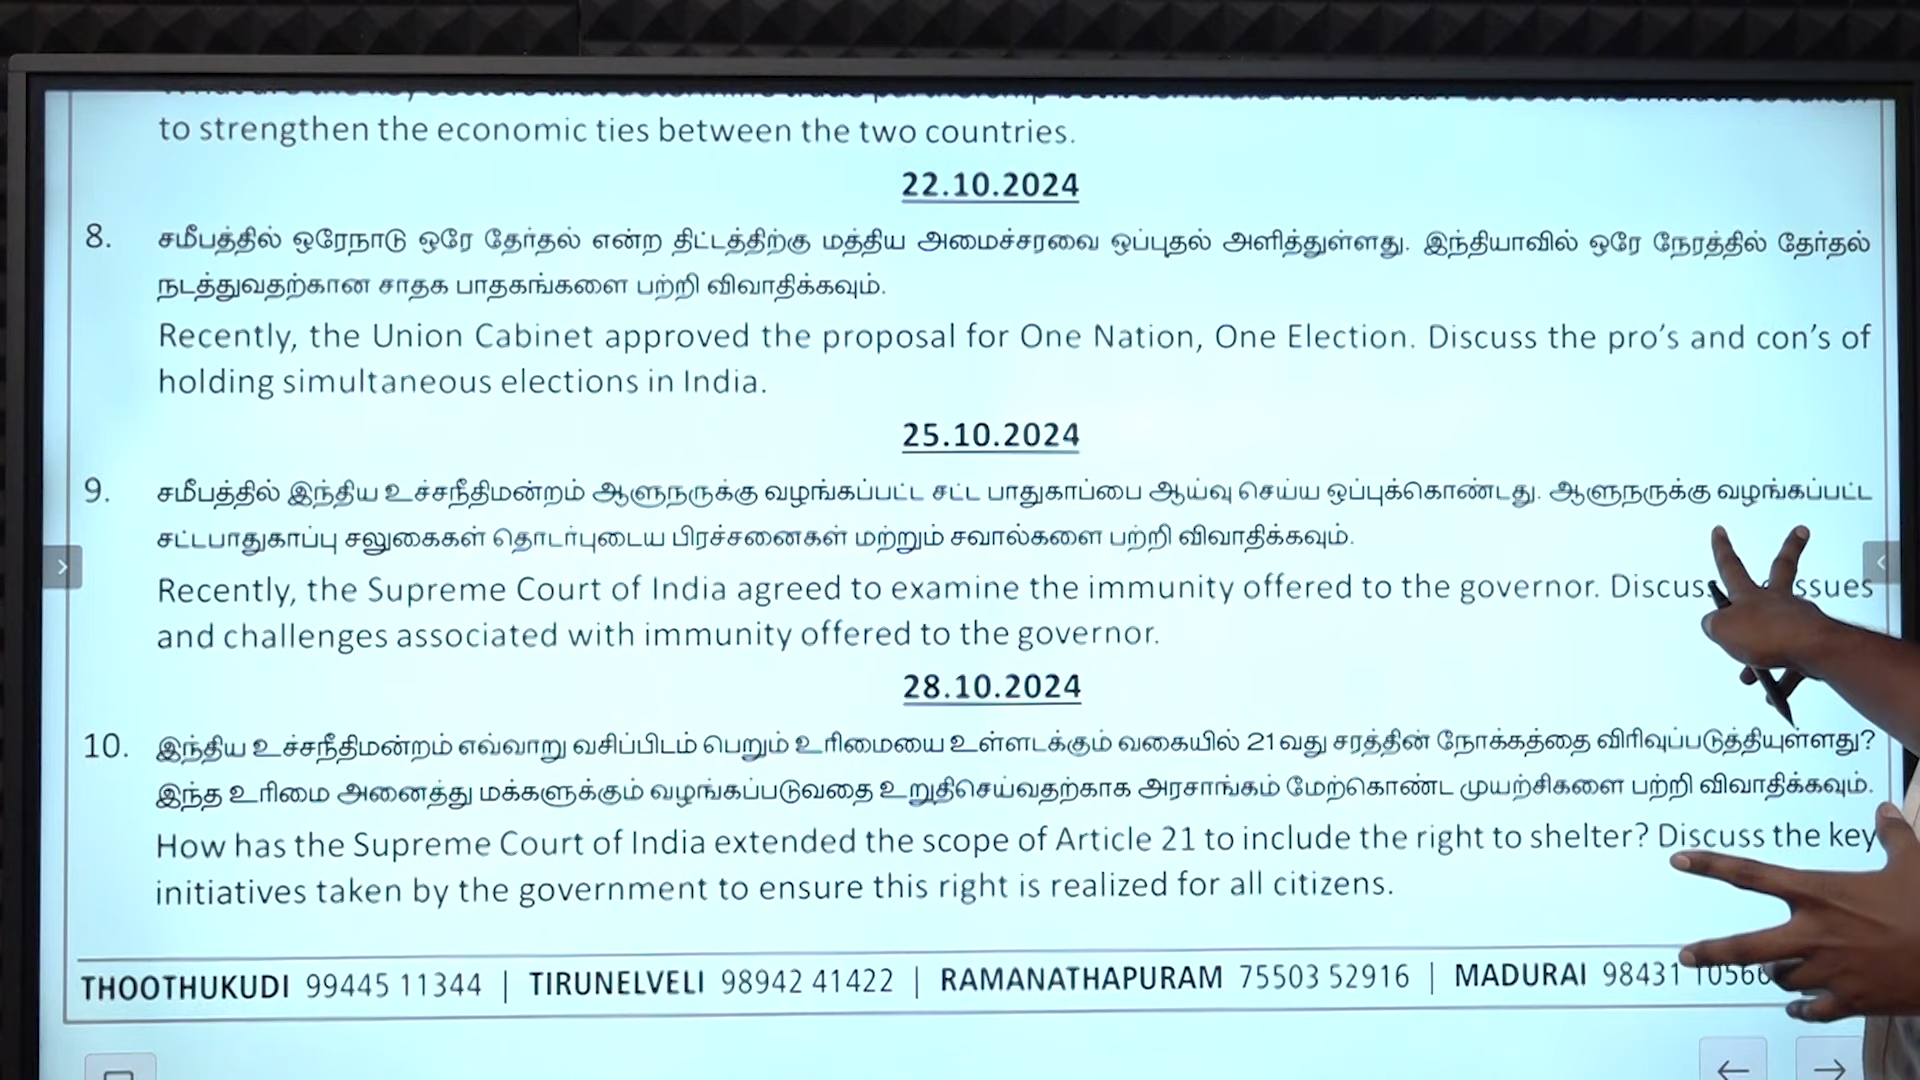 to strengthen the economic ties between the two countries.
22.10.2024
8. சமீபத்தில் ஒரேநாடு ஒரே தேர்தல் என்ற திட்டத்திற்கு மத்திய அமைச்சரவை ஒப்புதல் அளித்துள்ளது. இந்தியாவில் ஒரே நேரத்தில் தேர்தல்
நடத்துவதற்கான சாதக பாதகங்களை பற்றி விவாதிக்கவும்.
Recently, the Union Cabinet approved the proposal for One Nation, One Election. Discuss the pro's and con's of
holding simultaneous elections in India.
25.10.2024
9. சமீபத்தில் இந்திய உச்சநீதிமன்றம் ஆளுநருக்கு வழங்கப்பட்ட சட்ட பாதுகாப்பை ஆய்வு செய்ய ஒப்புக்கொண்டது. ஆளுநருக்கு வழங்கப்பட்ட
சட்டபாதுகாப்பு சலுகைகள் தொடர்புடைய பிரச்சனைகள் மற்றும் சவால்களை பற்றி விவாதிக்கவும்.
Recently, the Supreme Court of India agreed to examine the immunity offered to the governor. Discuss
and challenges associated with immunity offered to the governor.
28.10.2024
10. இந்திய உச்சநீதிமன்றம் எவ்வாறு வசிப்பிடம் பெறும் உரிமையை உள்ளடக்கும் வகையில் 21வது சரத்தின் நோக்கத்தை விரிவுப்படுத்தியுள்ளது?
இந்த உரிமை அனைத்து மக்களுக்கும் வழங்கப்படுவதை உறுதிசெய்வதற்காக அரசாங்கம் மேற்கொண்ட முயற்சிகளை பற்றி விவாதிக்கவும்.
How has the Supreme Court of India extended the scope of Article 21 to include the right to shelter? Discuss the key
initiatives taken by the government to ensure this right is realized for all citizens.
THOOTHUKUDI 99445 11344 | TIRUNELVELI 98942 41422 | RAMANATHAPURAM 75503 52916 | MADURAI 98431